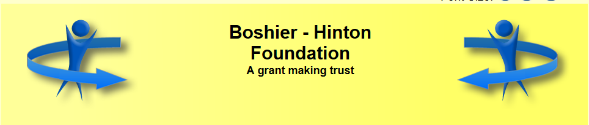 Boshier - Hinton
Foundation
A grant making trust